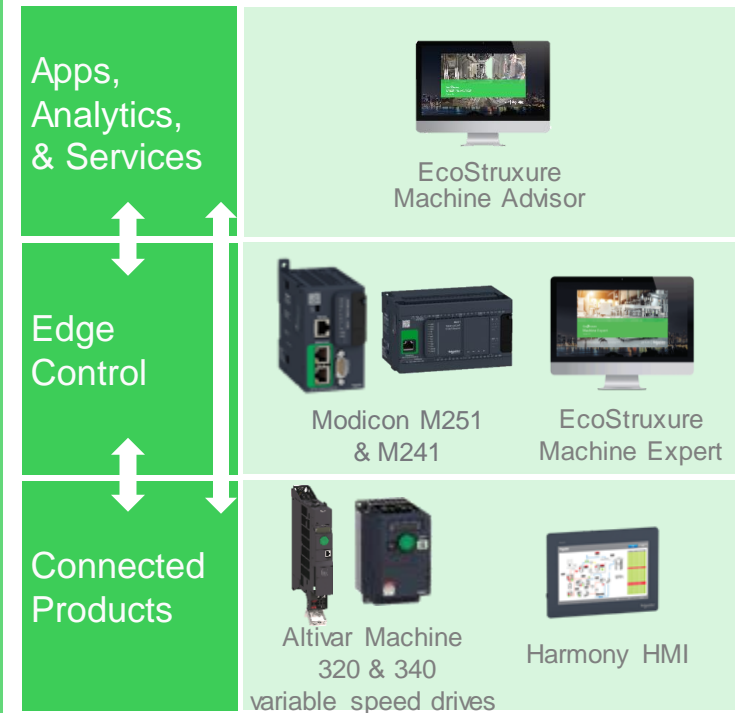 Apps,
Analytics,
& Services
EcoStruxure
Machine Advisor
Edge
Control
Modicon M251
& M241
EcoStruxure
Machine Expert
Connected
Products
Altivar Machine
320 & 340
variable speed drives
Harmony HMI